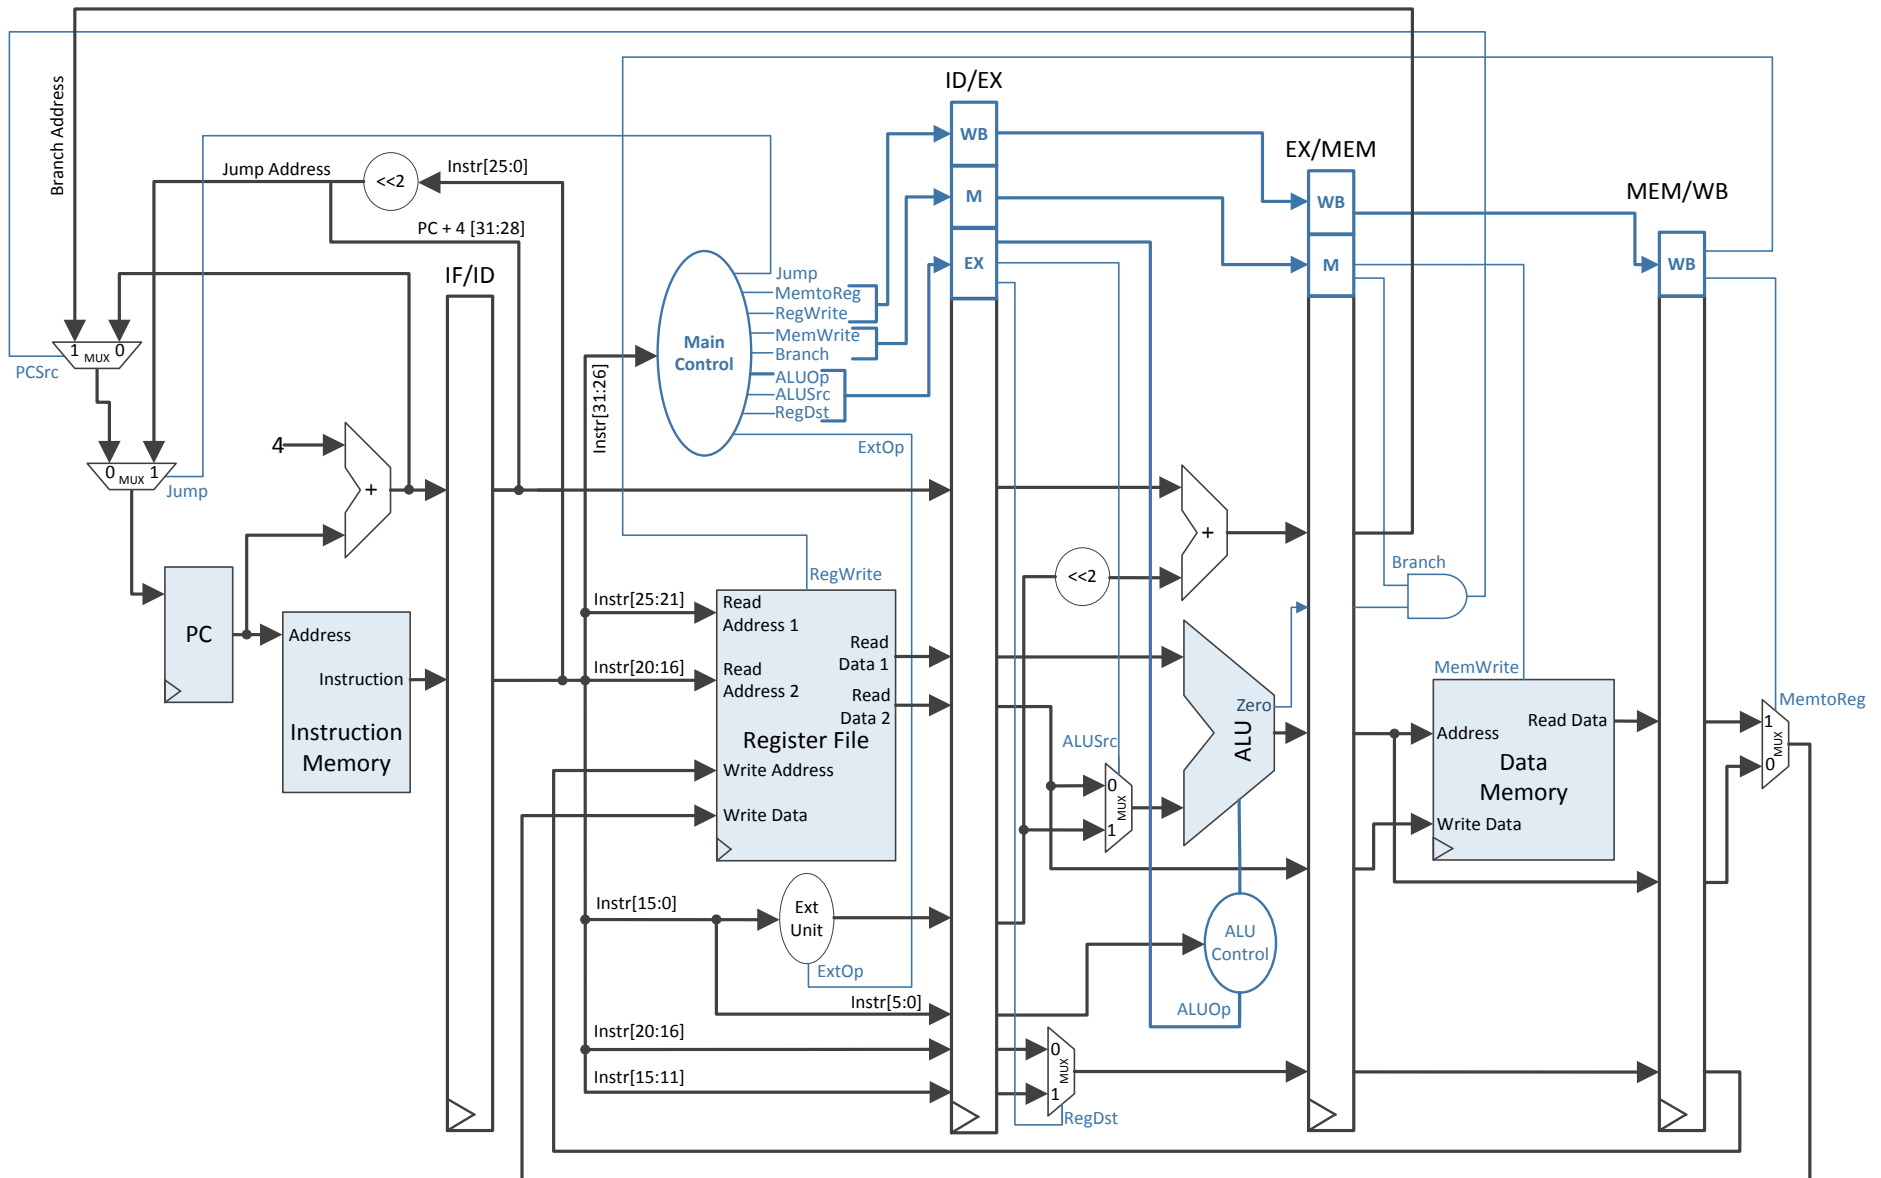 ID/EX
EX/MEM
MEM/WB
IF/ID
Branch Address
Jump Address
<<2
Instr[25:0]
PC + 4 [31:28]
WB
M
EX
WB
M
WB
Main
Control
Jump
MemtoReg
RegWrite
MemWrite
Branch
ALUOp
ALUSrc
RegDst
ExtOp
1 MUX 0
PCSrc
0 MUX 1
Jump
4
+
Instr[31:26]
PC
Address
Instruction
Instruction
Memory
RegWrite
Instr[25:21]
Instr[20:16]
Read
Address 1
Read
Address 2
Read
Data 1
Read
Data 2
Register File
Write Address
Write Data
Instr[15:0]
Ext
Unit
ExtOp
Instr[5:0]
Instr[20:16]
Instr[15:11]
<<2
+
ALUSrc
0
MUX
1
Zero
ALU
ALU
Control
ALUOp
0
MUX
1
RegDst
Branch
MemWrite
Address
Read Data
Data
Memory
Write Data
MemtoReg
1
MUX
0